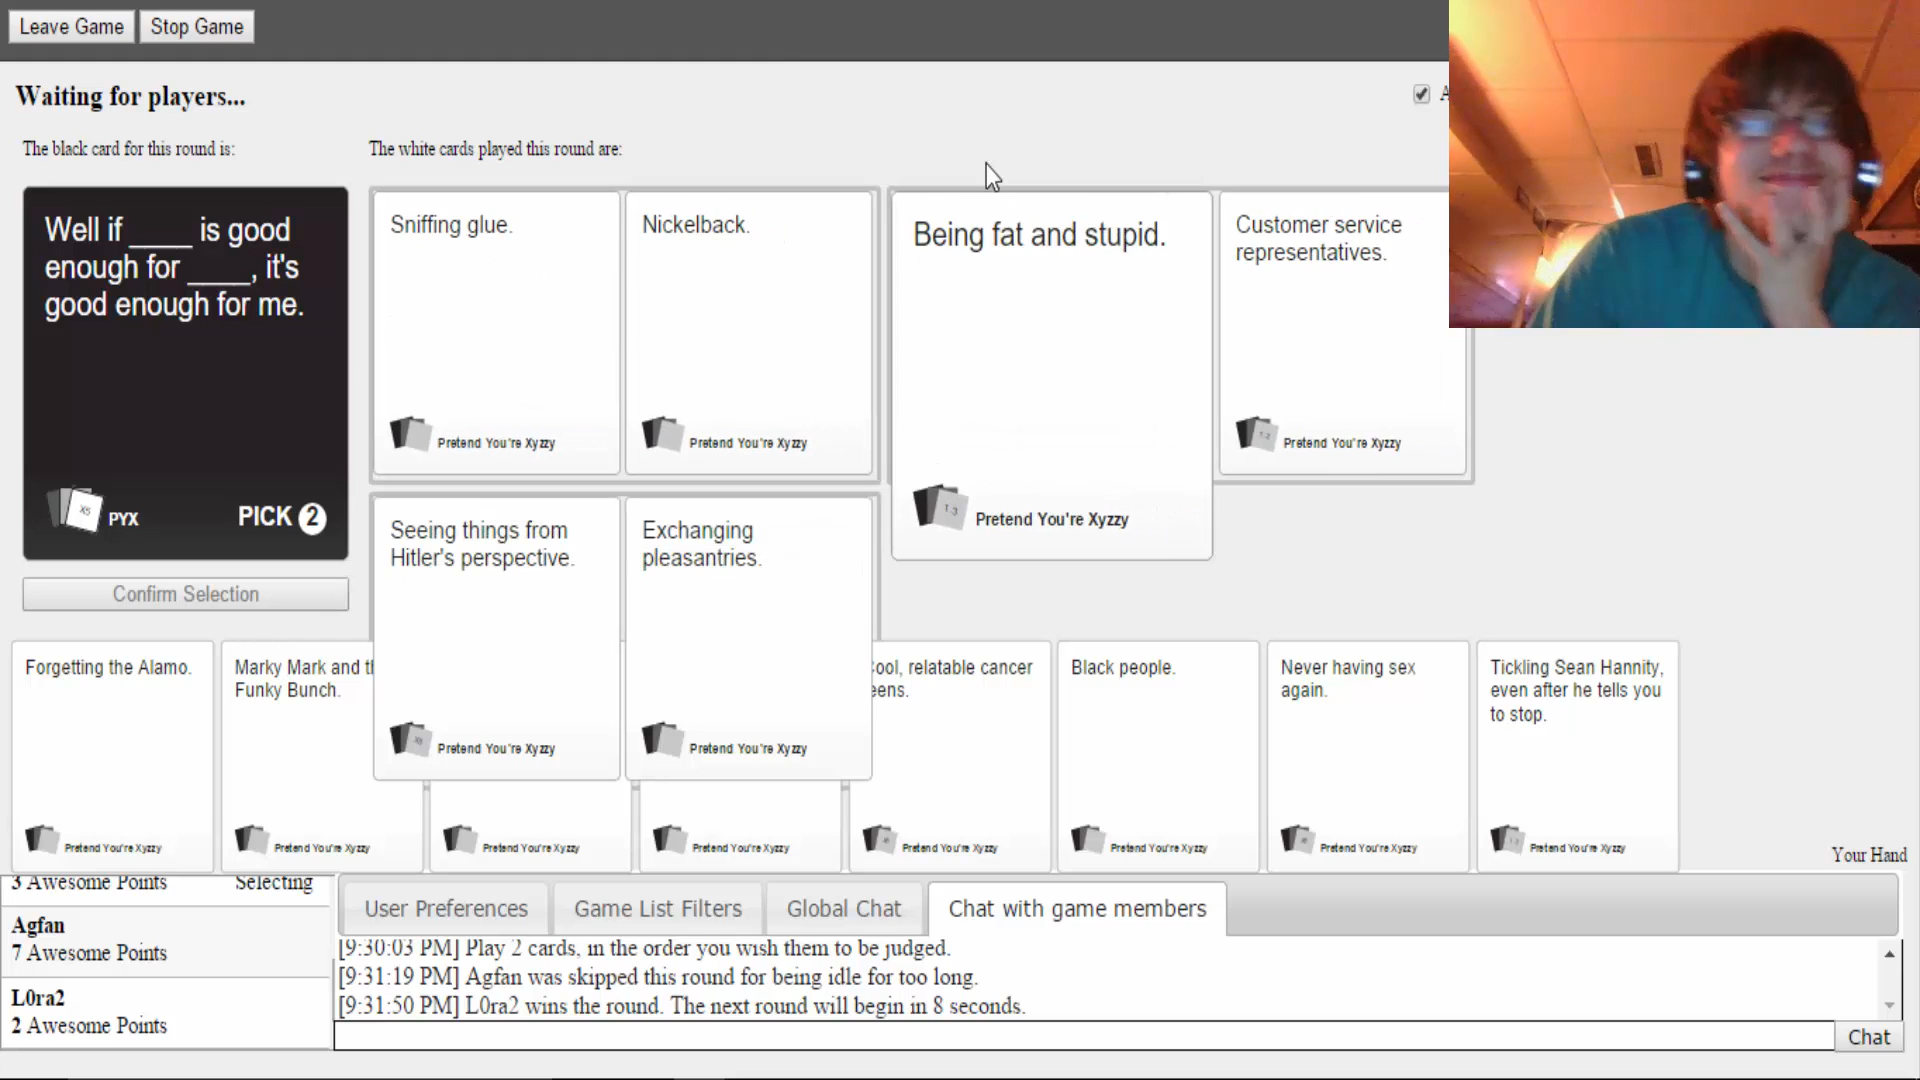 Leave Game
Stop Game
Waiting for players...
The black card for this round is:
The white cards played this round are:
Well if ____ is good
enough for ____, it's
good enough for me.
PYX
PICK 2
Sniffing glue.
Pretend You're Xyzzy
Nickelback.
Pretend You're Xyzzy
Being fat and stupid.
1.3
Pretend You're Xyzzy
Customer service
representatives.
Pretend You're Xyzzy
Seeing things from
Hitler's perspective.
Pretend You're Xyzzy
Exchanging
pleasantries.
Pretend You're Xyzzy
Confirm Selection
Forgetting the Alamo.
Pretend You're Xyzzy
Marky Mark and
Funky Bunch.
Pretend You're Xyzzy
Pretend You're Xyzzy
Pretend You're Xyzzy
relatable cancer
Pretend You're Xyzzy
Black people.
Pretend You're Xyzzy
Never having sex
again.
Pretend You're Xyzzy
Tickling Sean Hannity,
even after he tells you
to stop.
Pretend You're Xyzzy
Your Hand
3 Awesome Points
Selecting
Agfan
7 Awesome Points
L0ra2
2 Awesome Points
User Preferences
Game List Filters
Global Chat
Chat with game members
[9:30:03 PM] Play 2 cards, in the order you wish them to be judged.
[9:31:19 PM] Agfan was skipped this round for being idle for too long.
[9:31:50 PM] L0ra2 wins the round. The next round will begin in 8 seconds.
Chat